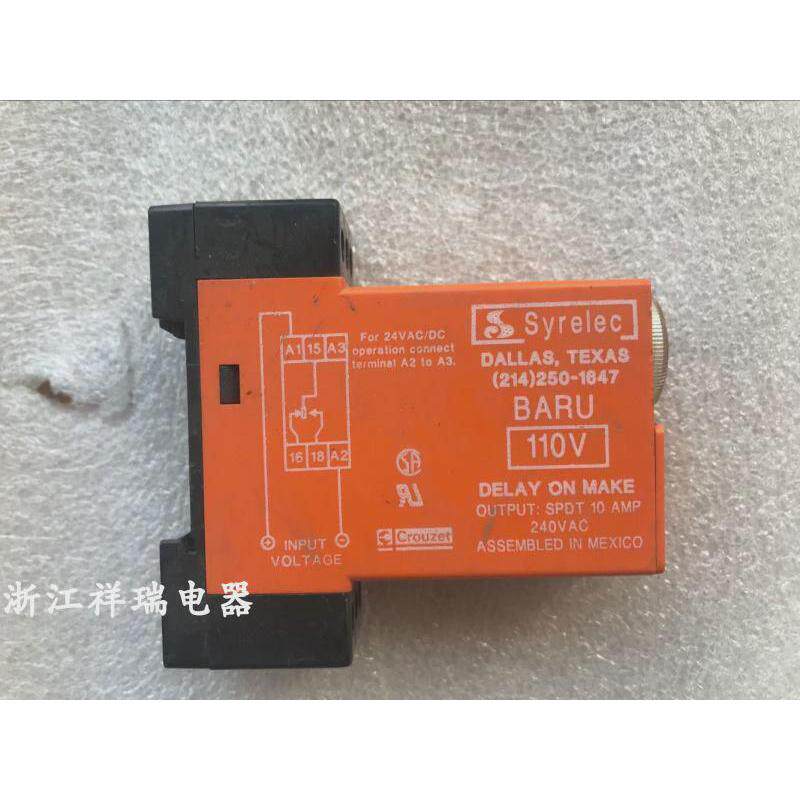 Syrelec
DALLAS, TEXAS
(214)250-1847
BARU
110V
DELAY ON MAKE
OUTPUT: SPDT 10 AMP
240VAC
ASSEMBLED IN MEXICO
For 24VAC/DC
operation connect
terminal A2 to A3.
A1 15 A3
16 18 A2
INPUT
VOLTAGE
SA
UR
Crouzet
浙江祥瑞电器